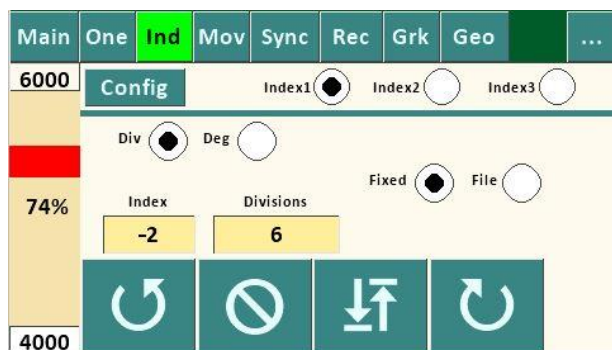 Main One Ind Mov Sync Rec Grk Geo ...
6000 Config Index1 Index2 Index3
Div Deg
Fixed File
74% Index Divisions
-2 6
4000